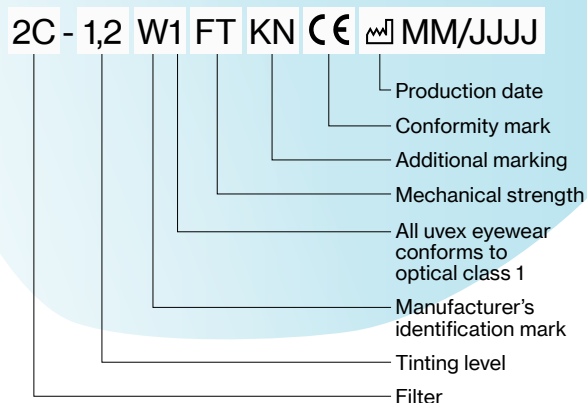 2C - 1,2 W1 FT KN CE MM/JJJJ
Production date
Conformity mark
Additional marking
Mechanical strength
All uvex eyewear
conforms to
optical class 1
Manufacturer's
identification mark
Tinting level
Filter